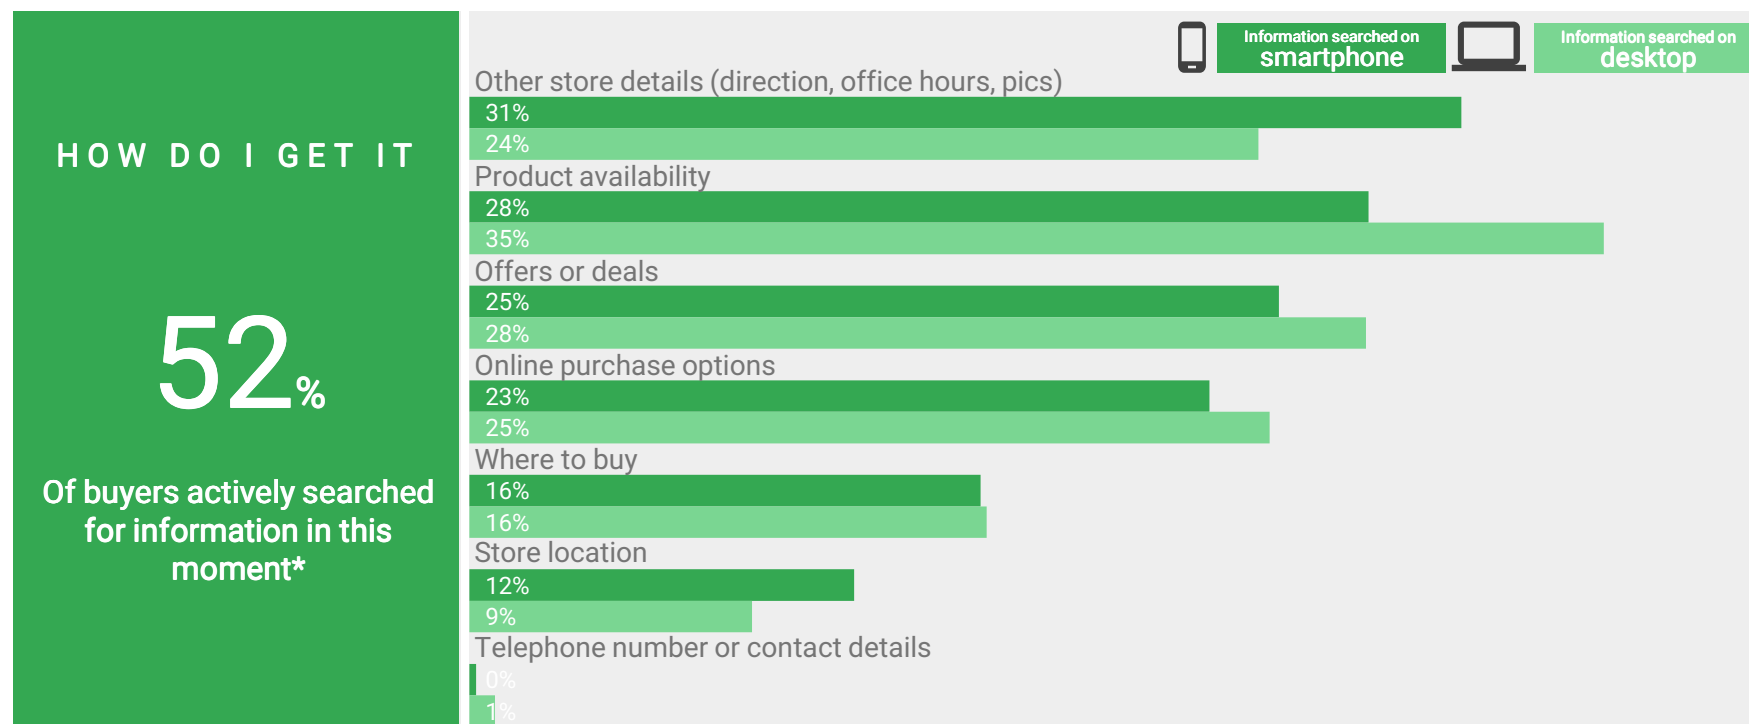 HOW DO I GET IT
52%
Of buyers actively searched
for information in this
moment*
Information searched on
smartphone
Information searched on
desktop
Other store details (direction, office hours, pics)
31%
24%
Product availability
28%
35%
Offers or deals
25%
28%
Online purchase options
23%
25%
Where to buy
16%
16%
Store location
12%
9%
Telephone number or contact details
0%
1%